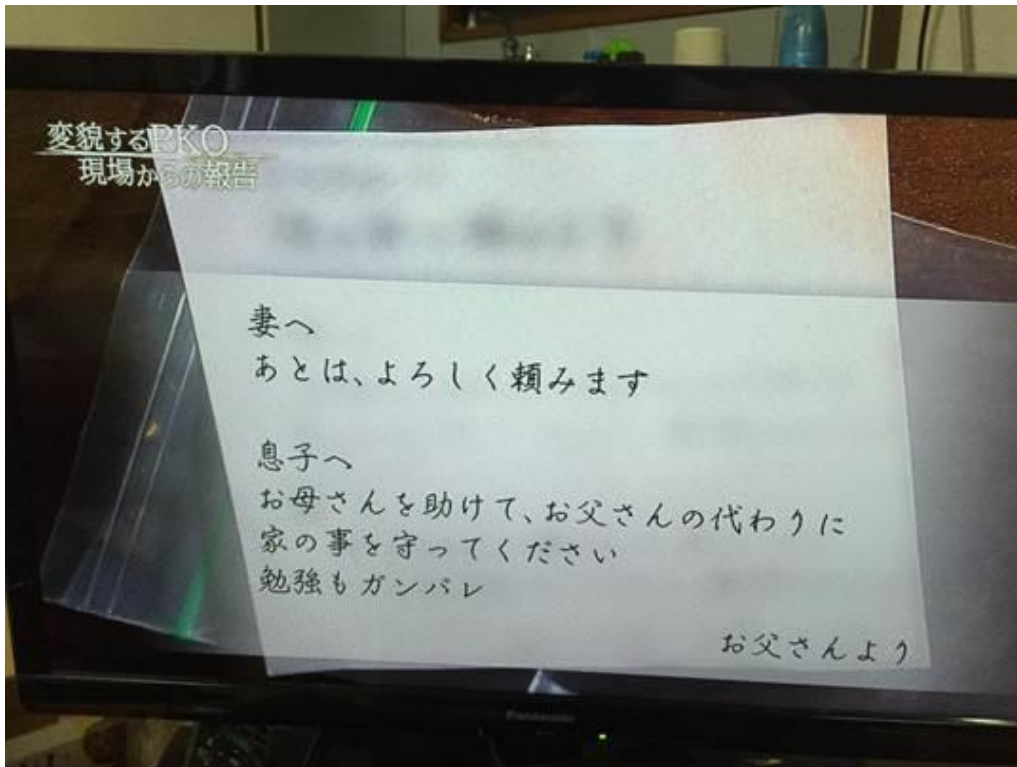 変貌するPKO
現場からの報告
妻へ
あとは、よろしく頼みます
息子へ
お母さんを助けて、お父さんの代わりに
家の事を守ってください
勉強もガンバレ
お父さんより
Panasonic